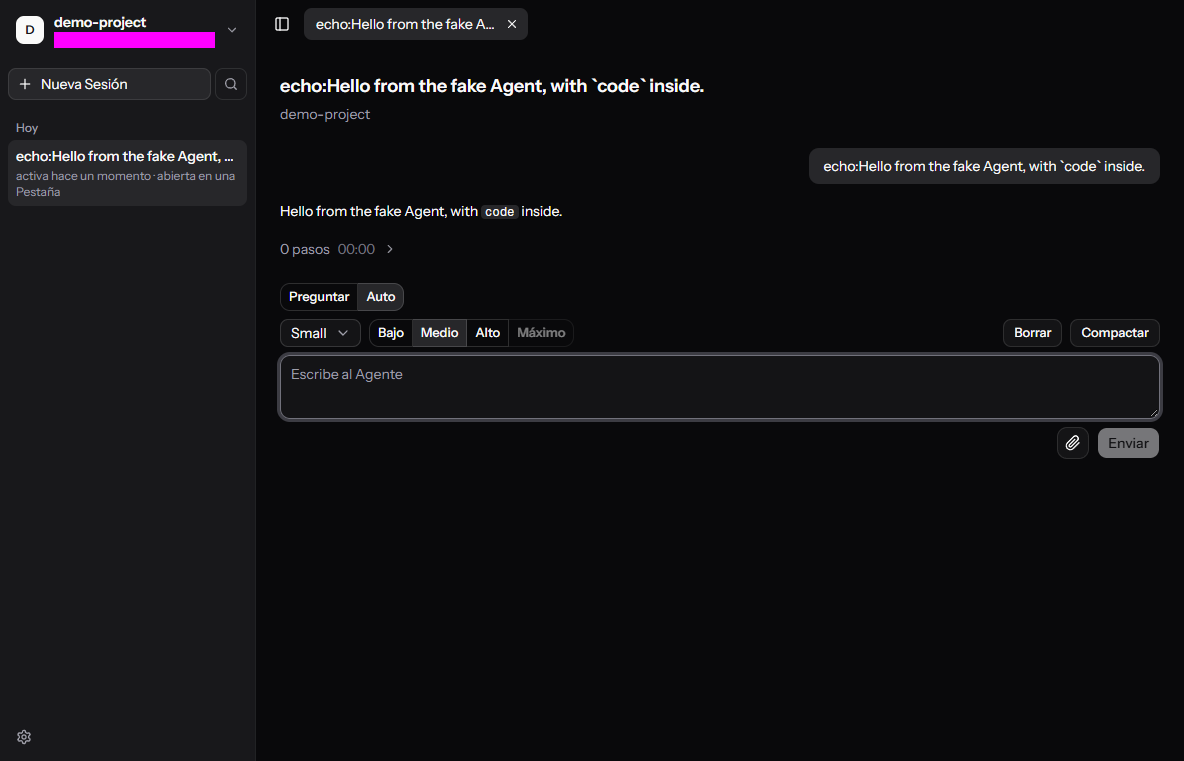 D
demo-project
Nueva Sesión
Hoy
echo:Hello from the fake Agent, ...
activa hace un momento · abierta en una
Pestaña
echo:Hello from the fake A...
echo:Hello from the fake Agent, with `code` inside.
demo-project
echo:Hello from the fake Agent, with `code` inside.
Hello from the fake Agent, with code inside.
0 pasos 00:00
Preguntar Auto
Small Bajo Medio Alto Máximo Borrar Compactar
Escribe al Agente
Enviar